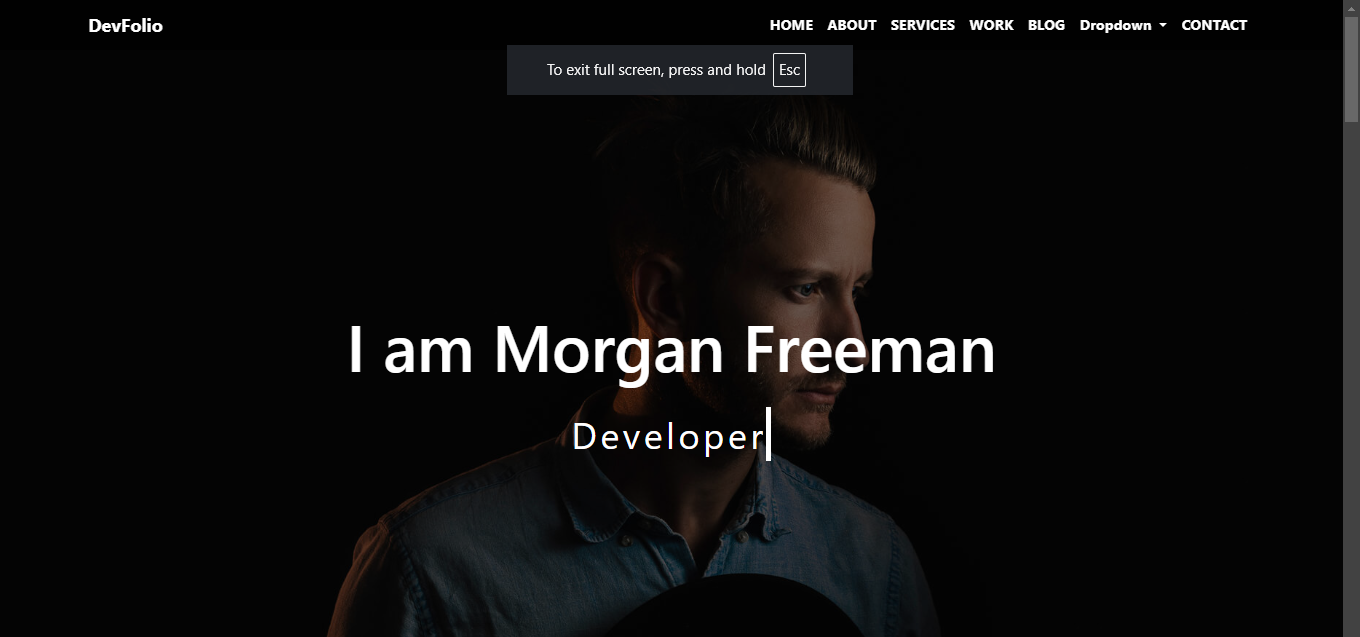 DevFolio HOME ABOUT SERVICES WORK BLOG Dropdown CONTACT
To exit full screen, press and hold Esc
I am Morgan Freeman
Developer